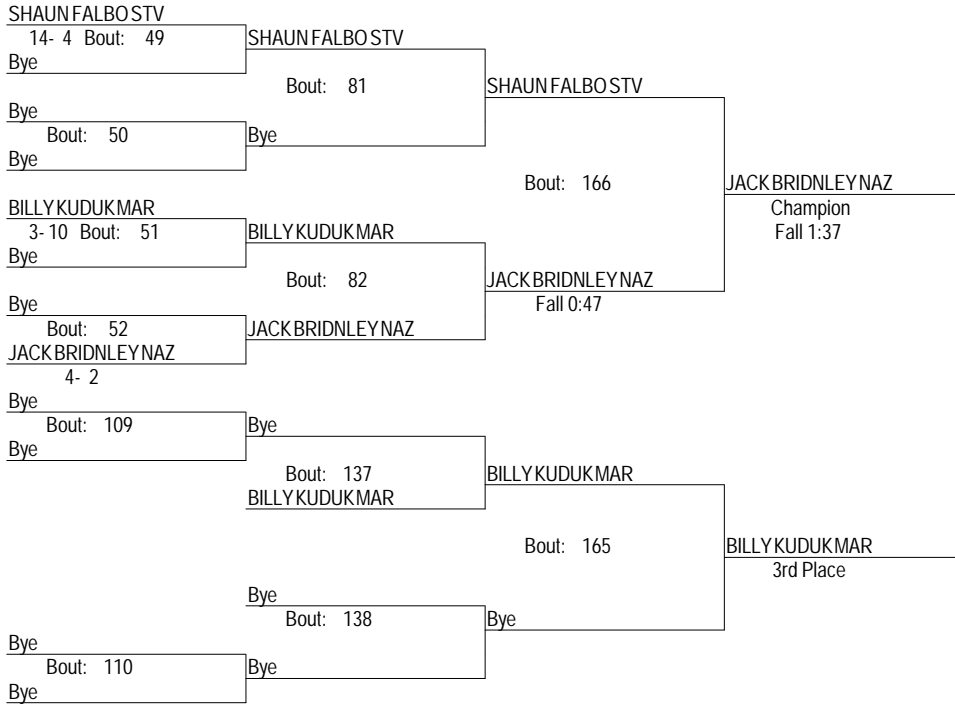 SHAUN FALBO STV
14- 4 Bout: 49
SHAUN FALBO STV
Bye
Bout: 81
SHAUN FALBO STV
Bye
Bout: 50
Bye
Bye
Bout: 166
JACK BRIDNLEY NAZ
BILLY KUDUK MAR
Champion
3- 10 Bout: 51
BILLY KUDUK MAR
Fall 1:37
Bye
Bout: 82
JACK BRIDNLEY NAZ
Bye
Fall 0:47
Bout: 52
JACK BRIDNLEY NAZ
JACK BRIDNLEY NAZ
4- 2
Bye
Bout: 109
Bye
Bye
Bout: 137
BILLY KUDUK MAR
BILLY KUDUK MAR
Bout: 165
BILLY KUDUK MAR
3rd Place
Bye
Bout: 138
Bye
Bye
Bout: 110
Bye
Bye